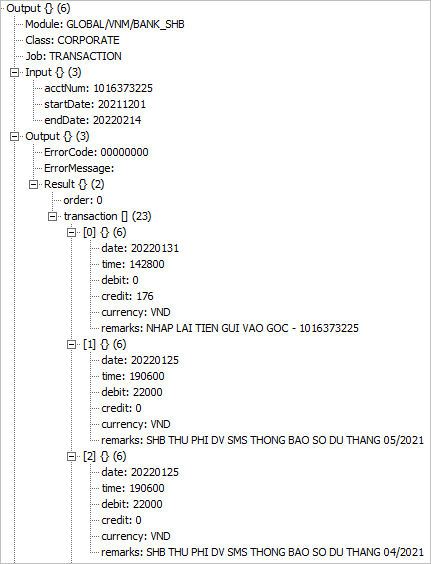 Output {} (6)
Module: GLOBAL/VNM/BANK_SHB
Class: CORPORATE
Job: TRANSACTION
Input {} (3)
acctNum: 1016373225
startDate: 20211201
endDate: 20220214
Output {} (3)
ErrorCode: 00000000
ErrorMessage:
Result {} (2)
order: 0
transaction [] (23)
[0] {} (6)
date: 20220131
time: 142800
debit: 0
credit: 176
currency: VND
remarks: NHAP LAI TIEN GUI VAO GOC - 1016373225
[1] {} (6)
date: 20220125
time: 190600
debit: 22000
credit: 0
currency: VND
remarks: SHB THU PHI DV SMS THONG BAO SO DU THANG 05/2021
[2] {} (6)
date: 20220125
time: 190600
debit: 22000
credit: 0
currency: VND
remarks: SHB THU PHI DV SMS THONG BAO SO DU THANG 04/2021